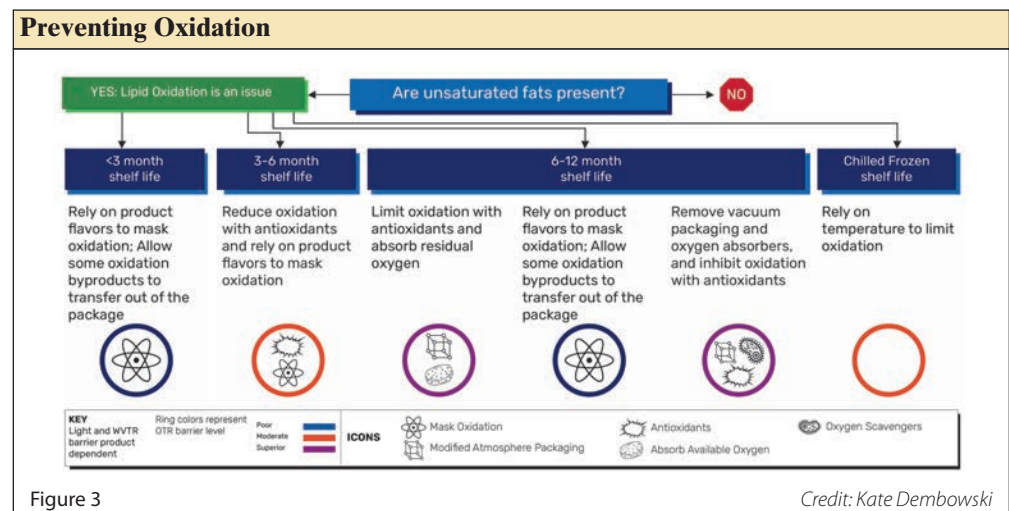 Preventing Oxidation
YES: Lipid Oxidation is an issue
Are unsaturated fats present?
NO
<3 month
shelf life
3-6 month
shelf life
6-12 month
shelf life
Chilled Frozen
shelf life
Rely on product
flavors to mask
oxidation; Allow
some oxidation
byproducts to
transfer out of the
package
Reduce oxidation
with antioxidants
and rely on product
flavors to mask
oxidation
Limit oxidation with
antioxidants and
absorb residual
oxygen
Rely on product
flavors to mask
oxidation; Allow
some oxidation
byproducts to
transfer out of the
package
Remove vacuum
packaging and
oxygen absorbers,
and inhibit oxidation
with antioxidants
Rely on
temperature to limit
oxidation
KEY
Light and WVTR
barrier product
dependent
Ring colors represent
OTR barrier level
Poor
Moderate
Superior
ICONS
Mask Oxidation
Modified Atmosphere Packaging
Antioxidants
Absorb Available Oxygen
Oxygen Scavengers
Figure 3
Credit: Kate Dembowski